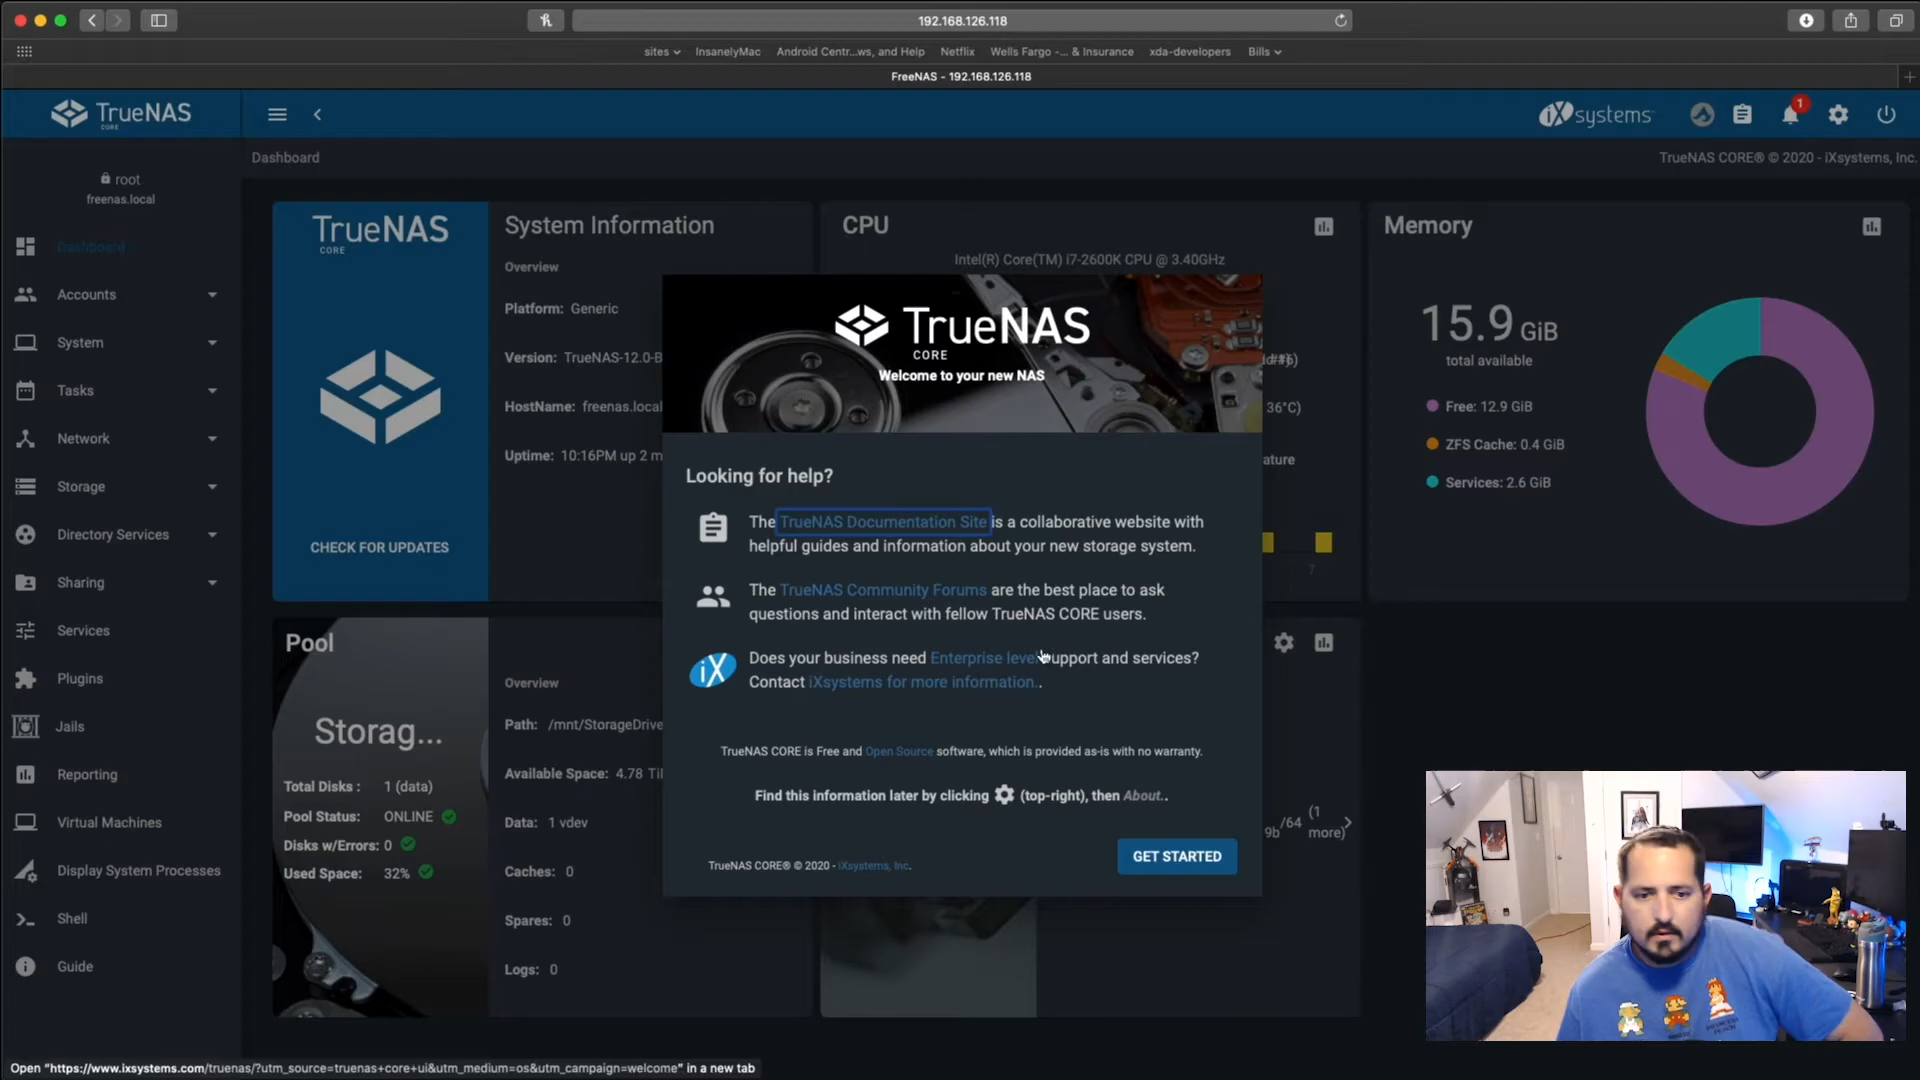 192.168.126.118
sites
InsanelyMac
Android Centr...ws, and Help
Netflix
Wells Fargo -... & Insurance
xda-developers
Bills
FreeNAS - 192.168.126.118
TrueNAS
CORE
iXsystems
1
root
freenas.local
Dashboard
TrueNAS CORE® © 2020 - iXsystems, Inc.
Dashboard
Accounts
System
Tasks
Network
Storage
Directory Services
Sharing
Services
Plugins
Jails
Reporting
Virtual Machines
Display System Processes
Shell
Guide
TrueNAS
CORE
CHECK FOR UPDATES
System Information
Overview
Platform: Generic
Version: TrueNAS-12.0-B
HostName: freenas.local
Uptime: 10:16PM up 2 m
CPU
Intel(R) Core(TM) i7-2600K CPU @ 3.40GHz
36°C)
ature
7
Memory
15.9 GiB
total available
Free: 12.9 GiB
ZFS Cache: 0.4 GiB
Services: 2.6 GiB
TrueNAS
CORE
Welcome to your new NAS
Looking for help?
The TrueNAS Documentation Site is a collaborative website with
helpful guides and information about your new storage system.
The TrueNAS Community Forums are the best place to ask
questions and interact with fellow TrueNAS CORE users.
iX
Does your business need Enterprise level support and services?
Contact iXsystems for more information..
TrueNAS CORE is Free and Open Source software, which is provided as-is with no warranty.
Find this information later by clicking (top-right), then About..
TrueNAS CORE® © 2020 - iXsystems, Inc.
GET STARTED
Pool
Storag...
Total Disks : 1 (data)
Pool Status: ONLINE
Disks w/Errors: 0
Used Space: 32%
Overview
Path: /mnt/StorageDrive
Available Space: 4.78 Ti
Data: 1 vdev
Caches: 0
Spares: 0
Logs: 0
9b/64
(1
more)
Open "https://www.ixsystems.com/truenas/?utm_source=truenas+core+ui&utm_medium=os&utm_campaign=welcome" in a new tab